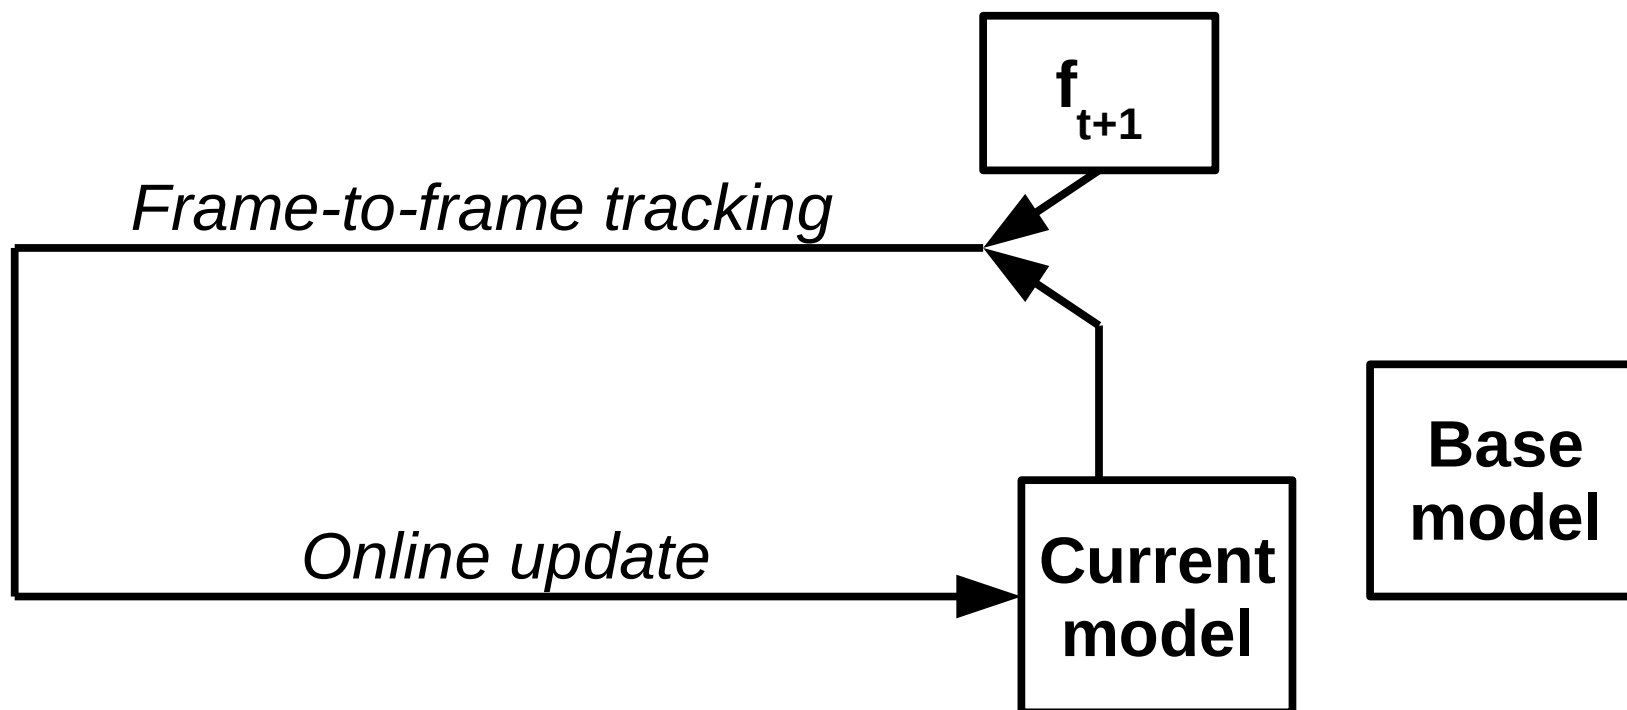 f
t+1
Frame-to-frame tracking
Base
model
Online update
Current
model